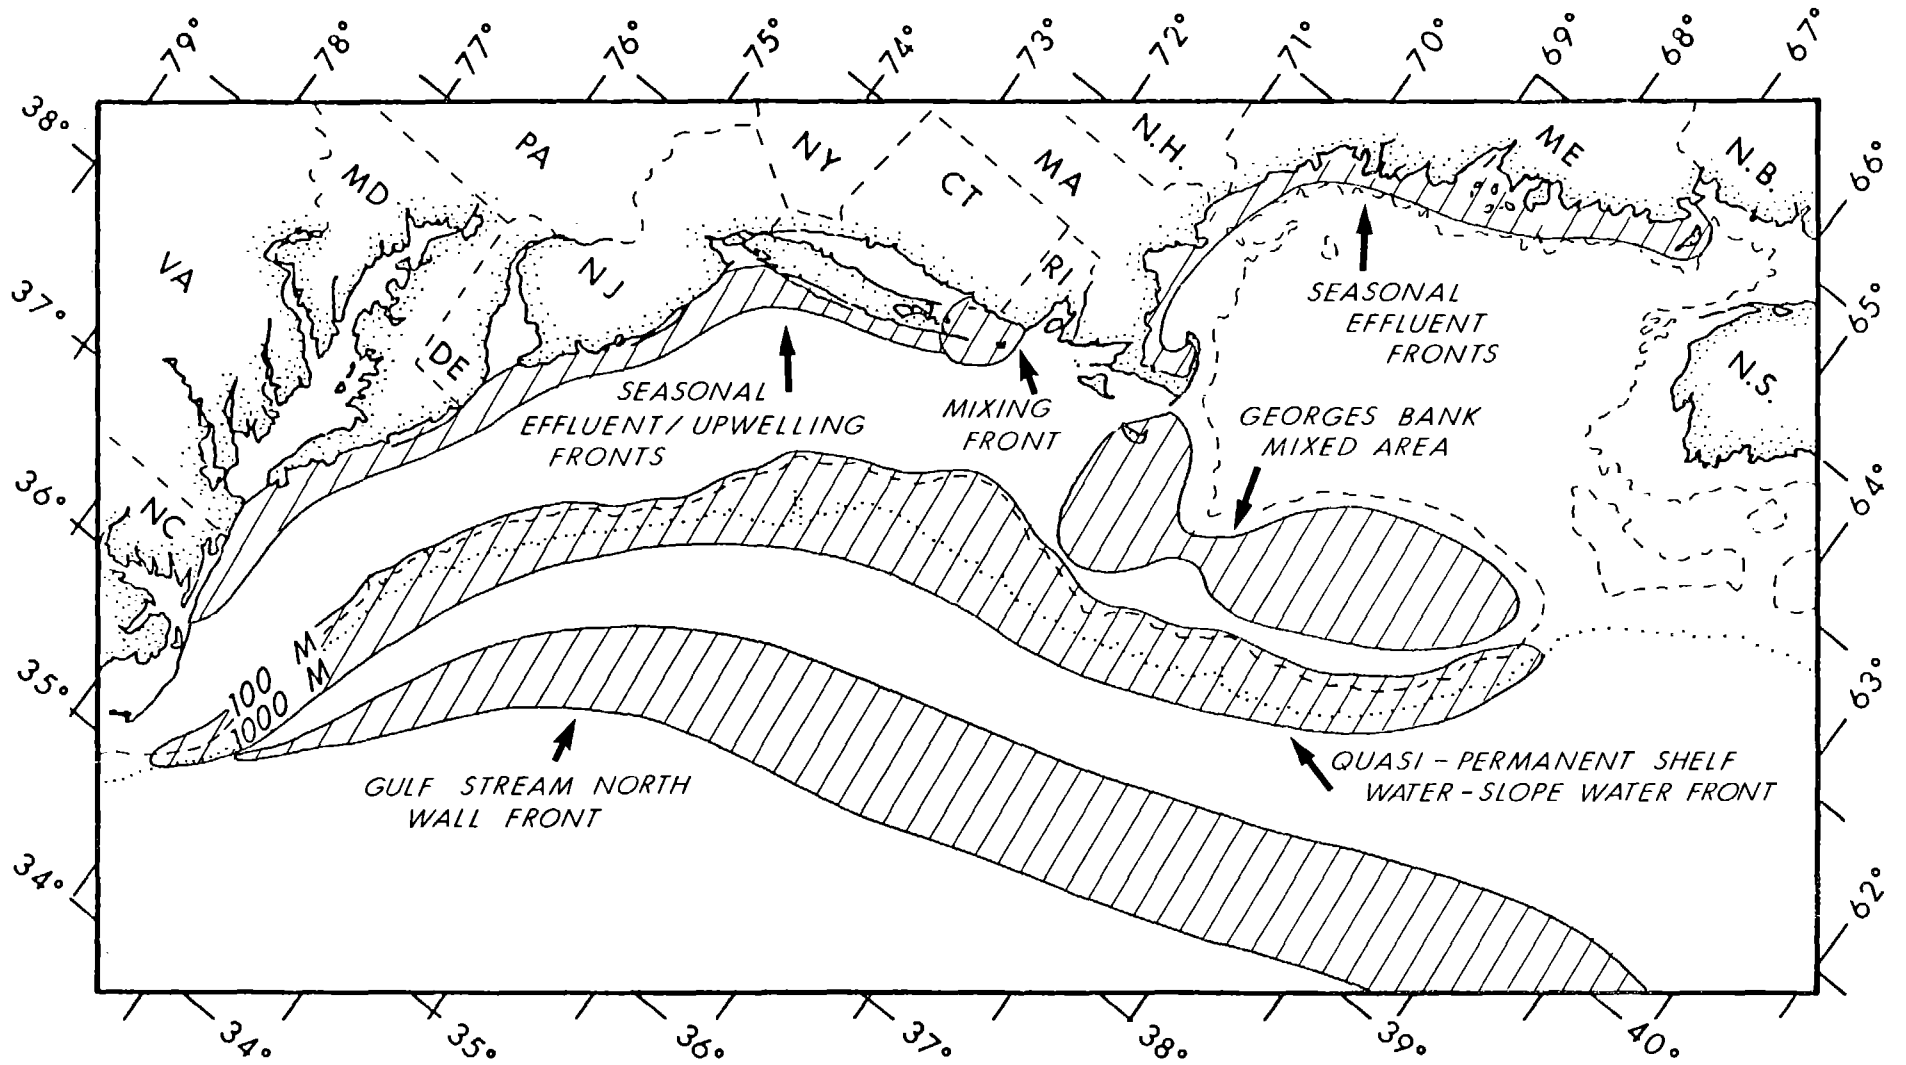 79° 78° 77° 76° 75° 74° 73° 72° 71° 70° 69° 68° 67°
38°
37°
36°
35°
34°
VA
MD
PA
DE
NJ
NY
CT
MA
RI
N.H.
ME
N.B.
N.S.
NC
66°
65°
64°
63°
62°
SEASONAL
EFFLUENT
FRONTS
SEASONAL
EFFLUENT/UPWELLING
FRONTS
MIXING
FRONT
GEORGES BANK
MIXED AREA
100 M
1000 M
GULF STREAM NORTH
WALL FRONT
QUASI-PERMANENT SHELF
WATER-SLOPE WATER FRONT
34° 35° 36° 37° 38° 39° 40°